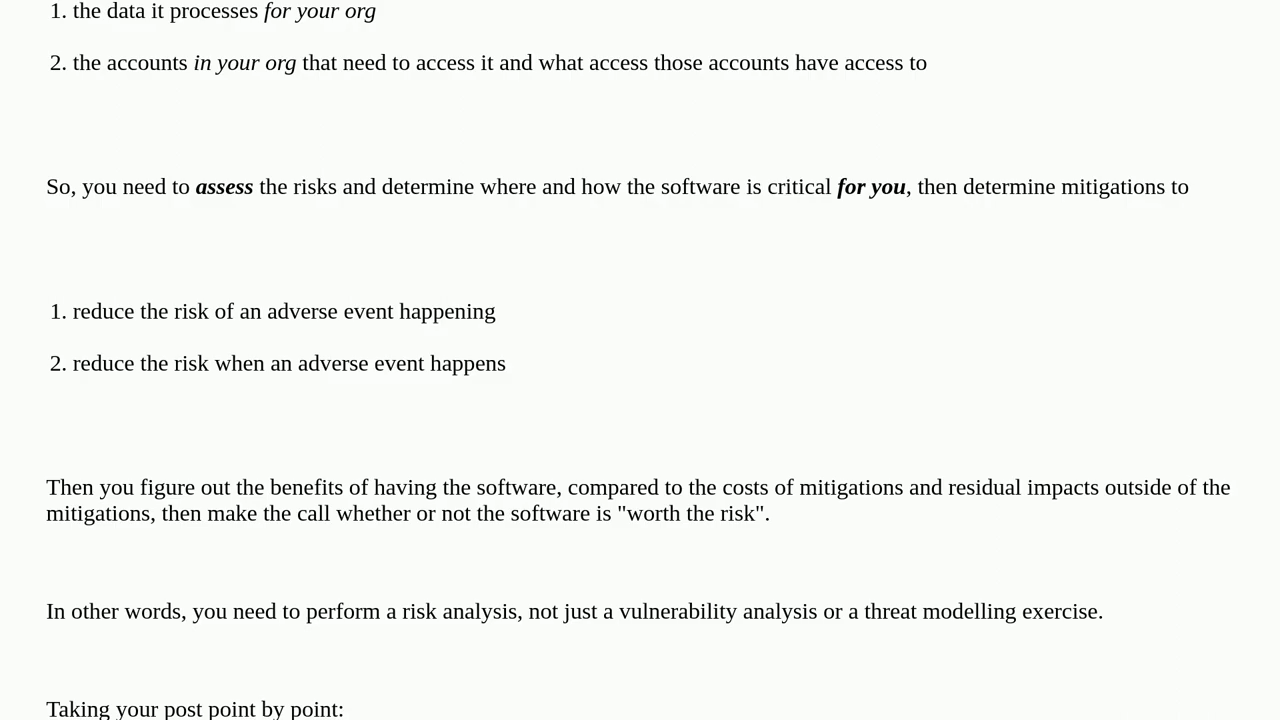 1. the data it processes for your org
2. the accounts in your org that need to access it and what access those accounts have access to
So, you need to assess the risks and determine where and how the software is critical for you, then determine mitigations to
1. reduce the risk of an adverse event happening
2. reduce the risk when an adverse event happens
Then you figure out the benefits of having the software, compared to the costs of mitigations and residual impacts outside of the
mitigations, then make the call whether or not the software is "worth the risk".
In other words, you need to perform a risk analysis, not just a vulnerability analysis or a threat modelling exercise.
Taking your post point by point: